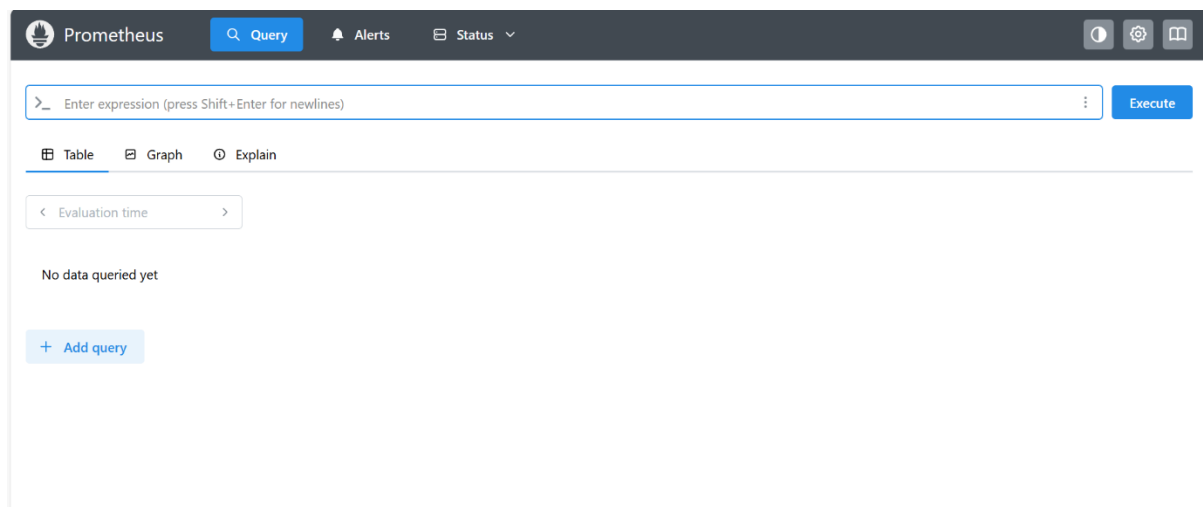 Prometheus Query Alerts Status
Enter expression (press Shift+Enter for newlines) Execute
Table Graph Explain
Evaluation time
No data queried yet
+ Add query